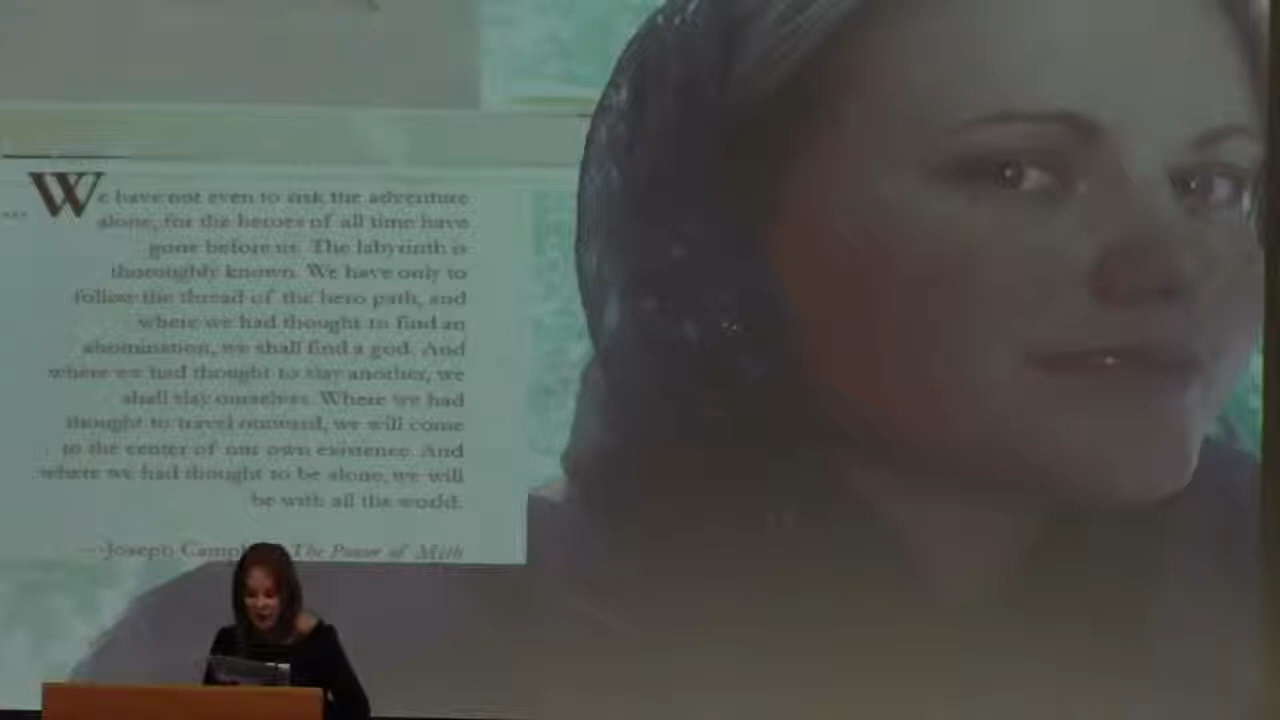 We have not even to risk the adventure
alone, for the heroes of all time have
gone before us. The labyrinth is
thoroughly known. We have only to
follow the thread of the hero path, and
where we had thought to find an
abomination, we shall find a god. And
where we had thought to slay another, we
shall slay ourselves. Where we had
thought to travel outward, we will come
to the center of our own existence. And
where we had thought to be alone, we will
be with all the world.
—Joseph Camp The Power of Myth